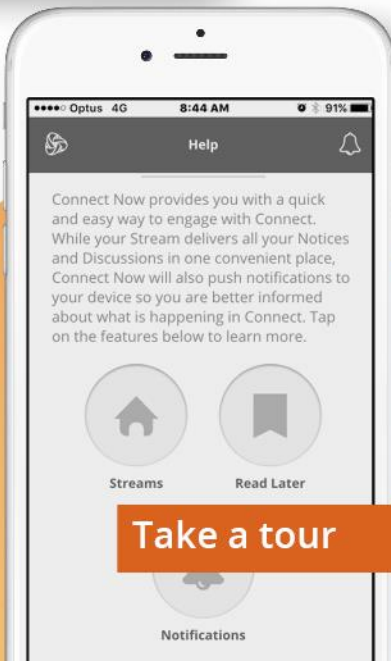 Optus 4G 8:44 AM 91%
Help
Connect Now provides you with a quick
and easy way to engage with Connect.
While your Stream delivers all your Notices
and Discussions in one convenient place,
Connect Now will also push notifications to
your device so you are better informed
about what is happening in Connect. Tap
on the features below to learn more.
Streams Read Later
Take a tour
Notifications